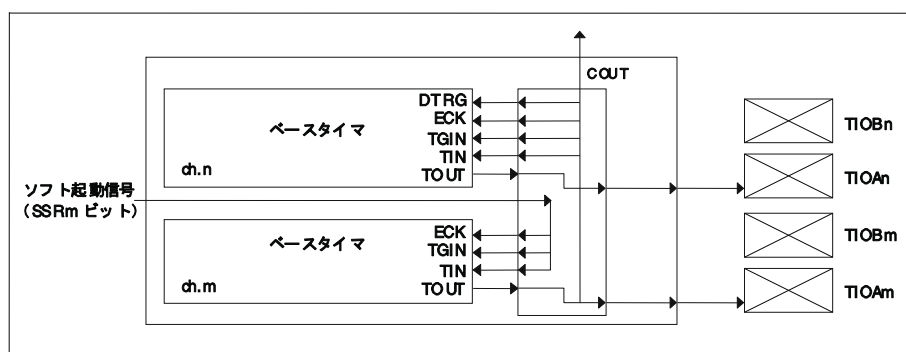 COUT
DTRG
ECK
TGIN
TIN
TOUT
ベースタイマ
ch.n
TIOBn
TIOAn
ソフト起動信号
(SSRm ビット)
ECK
TGIN
TIN
TOUT
ベースタイマ
ch.m
TIOBm
TIOAm